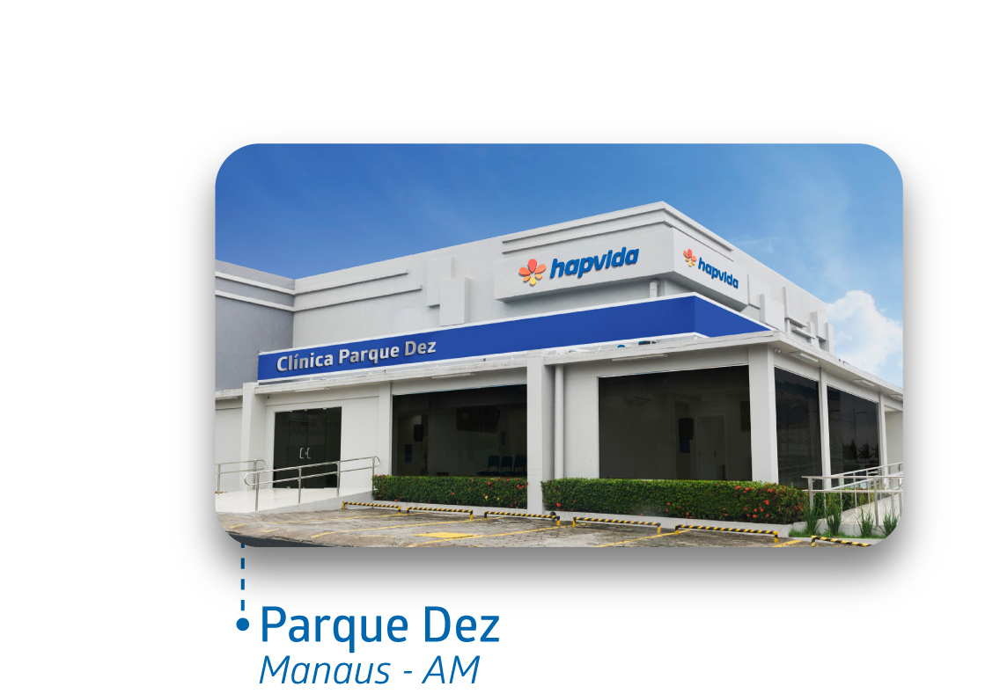 hapvida
hapvida
Clínica Parque Dez
Parque Dez
Manaus - AM